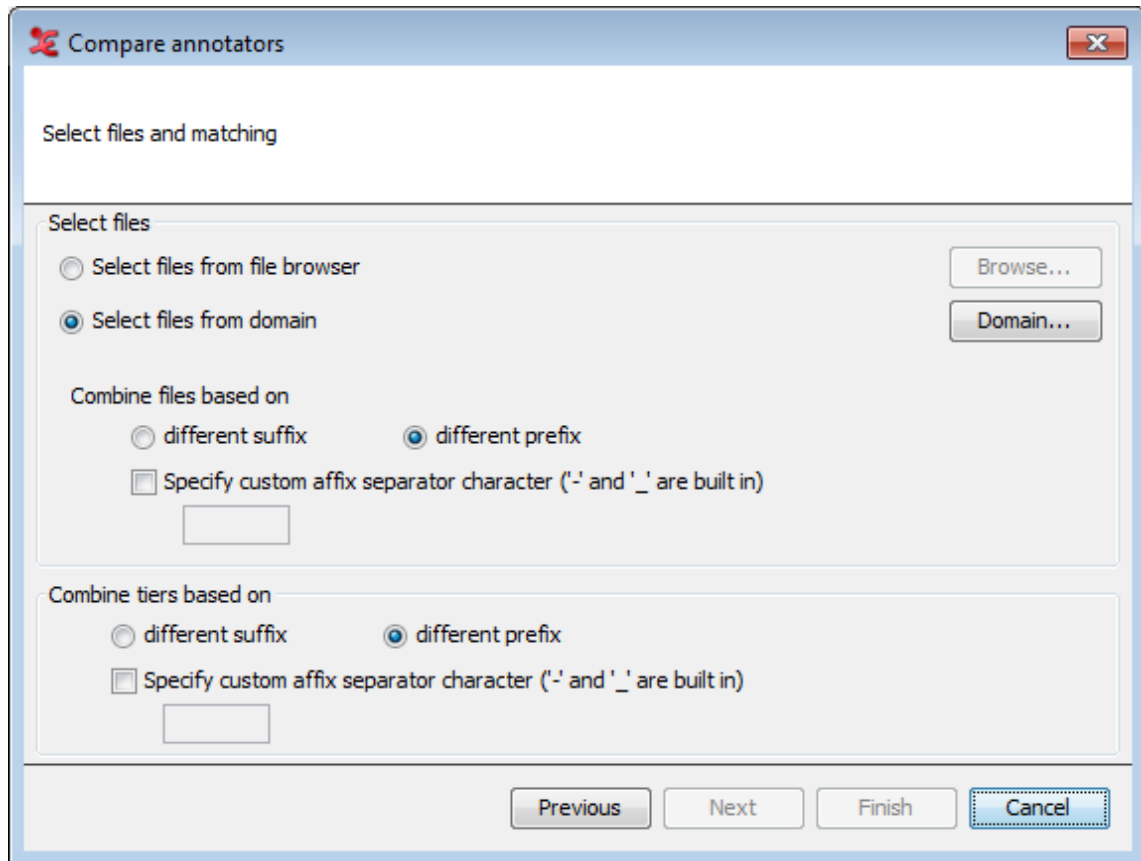 Compare annotators
Select files and matching
Select files
Select files from file browser
Browse...
Select files from domain
Domain...
Combine files based on
different suffix
different prefix
Specify custom affix separator character ('-' and '_' are built in)
Combine tiers based on
different suffix
different prefix
Specify custom affix separator character ('-' and '_' are built in)
Previous
Next
Finish
Cancel